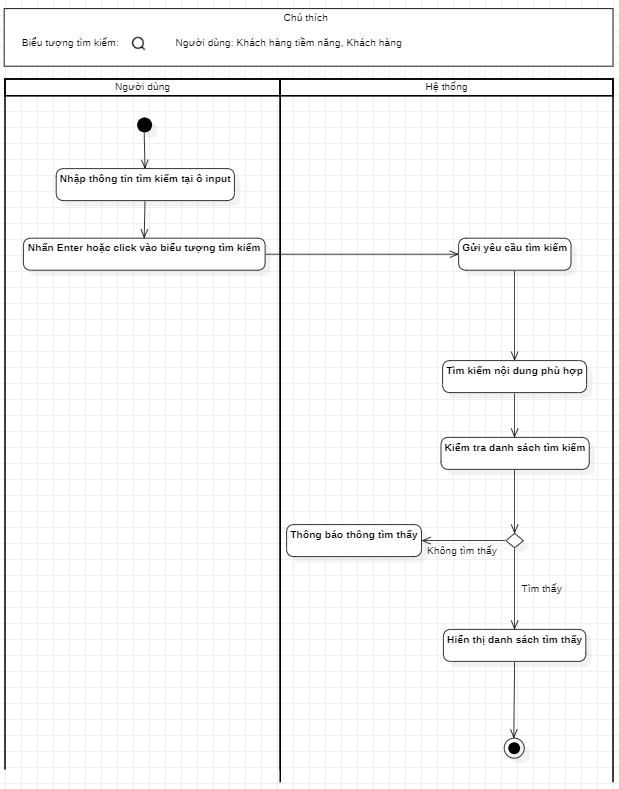 Chú thích
Biểu tượng tìm kiếm:
Người dùng: Khách hàng tiềm năng, Khách hàng
Người dùng
Hệ thống
Nhập thông tin tìm kiếm tại ô input
Nhấn Enter hoặc click vào biểu tượng tìm kiếm
Gửi yêu cầu tìm kiếm
Tìm kiếm nội dung phù hợp
Kiểm tra danh sách tìm kiếm
Thông báo thông tìm thấy
Không tìm thấy
Tìm thấy
Hiển thị danh sách tìm thấy